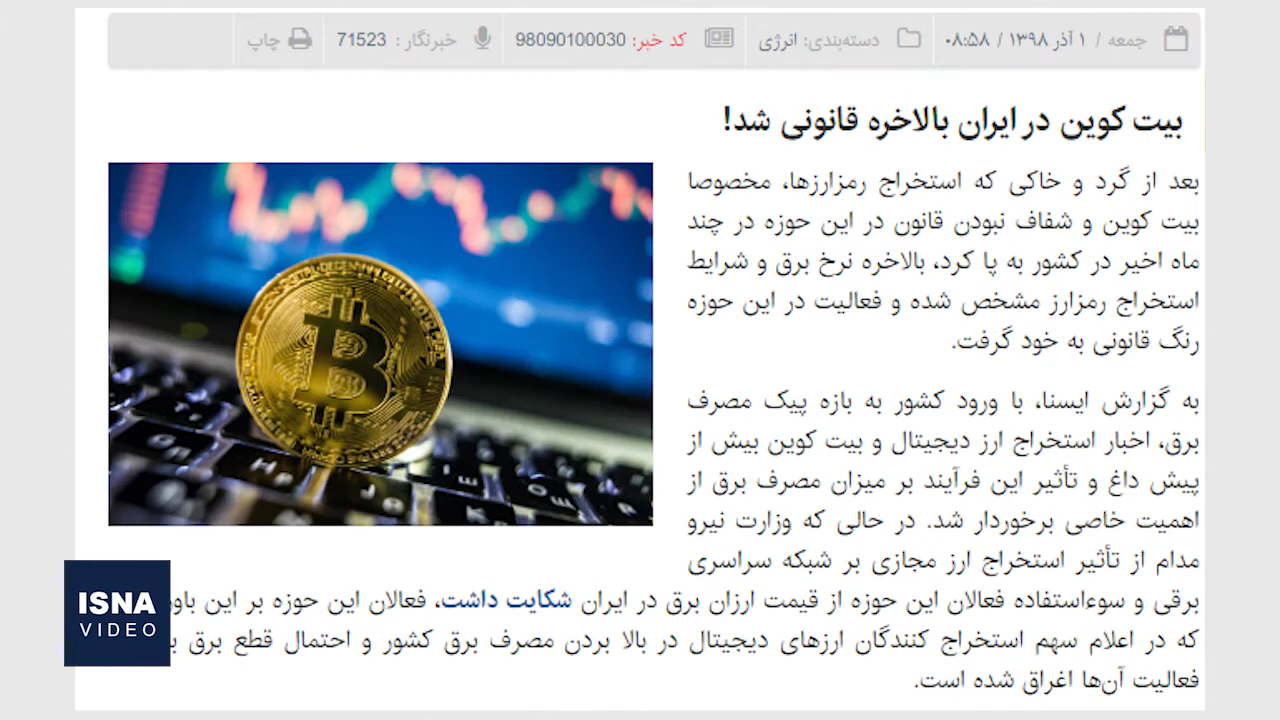 جمعه / ۱ آذر ۱۳۹۸ / ۰۸:۵۸ دسته‌بندی: انرژی کد خبر: 98090100030 خبرنگار : 71523 چاپ
بیت کوین در ایران بالاخره قانونی شد!
بعد از گرد و خاکی که استخراج رمزارزها، مخصوصا
بیت کوین و شفاف نبودن قانون در این حوزه در چند
ماه اخیر در کشور به پا کرد، بالاخره نرخ برق و شرایط
استخراج رمزارز مشخص شده و فعالیت در این حوزه
رنگ قانونی به خود گرفت.
به گزارش ایسنا، با ورود کشور به بازه پیک مصرف
برق، اخبار استخراج ارز دیجیتال و بیت کوین بیش از
پیش داغ و تأثیر این فرآیند بر میزان مصرف برق از
اهمیت خاصی برخوردار شد. در حالی که وزارت نیرو
مدام از تأثیر استخراج ارز مجازی بر شبکه سراسری
برقی و سوءاستفاده فعالان این حوزه از قیمت ارزان برق در ایران شکایت داشت، فعالان این حوزه بر این
که در اعلام سهم استخراج کنندگان ارزهای دیجیتال در بالا بردن مصرف برق کشور و احتمال قطع برق
فعالیت آن‌ها اغراق شده است.
ISNA
VIDEO